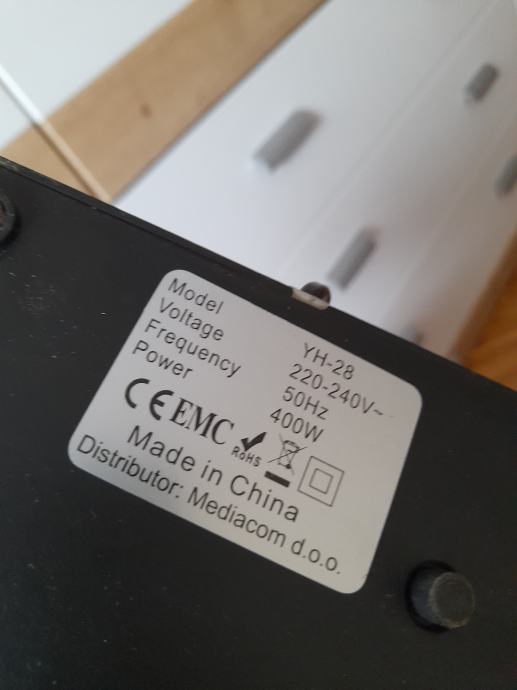 Model YH-28
Voltage 220-240V~
Frequency 50Hz
Power 400W
CE EMC RoHS
Made in China
Distributor: Mediacom d.o.o.